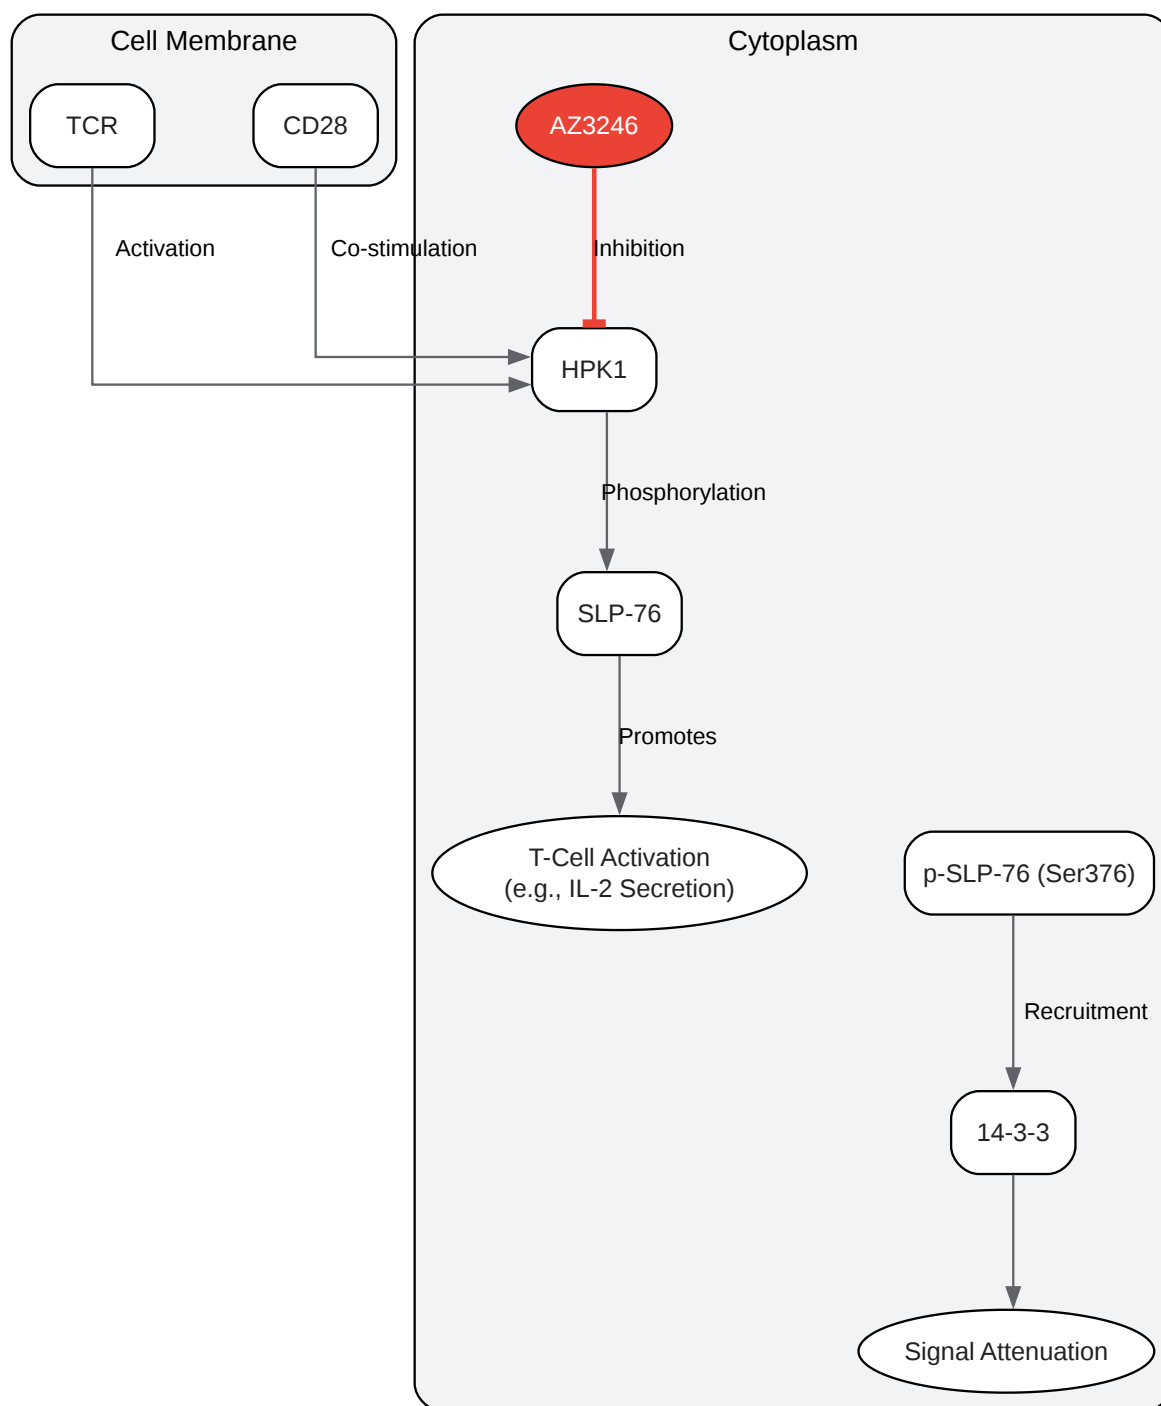 Cell Membrane
Cytoplasm
TCR
CD28
AZ3246
Activation
Co-stimulation
Inhibition
HPK1
Phosphorylation
SLP-76
Promotes
T-Cell Activation
(e.g., IL-2 Secretion)
p-SLP-76 (Ser376)
Recruitment
14-3-3
Signal Attenuation